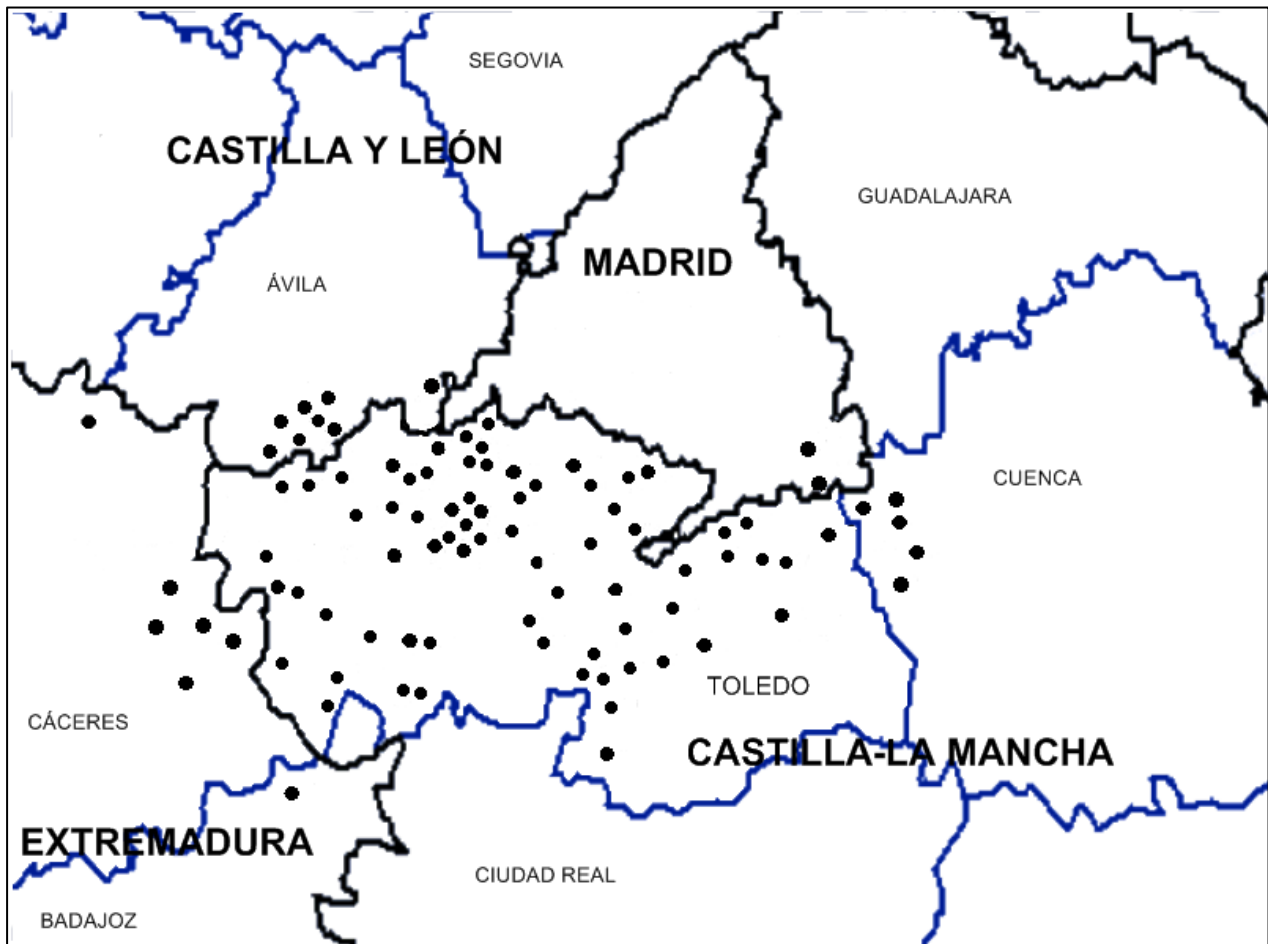 SEGOVIA
CASTILLA Y LEÓN
GUADALAJARA
MADRID
ÁVILA
CUENCA
TOLEDO
CÁCERES
CASTILLA-LA MANCHA
EXTREMADURA
CIUDAD REAL
BADAJOZ